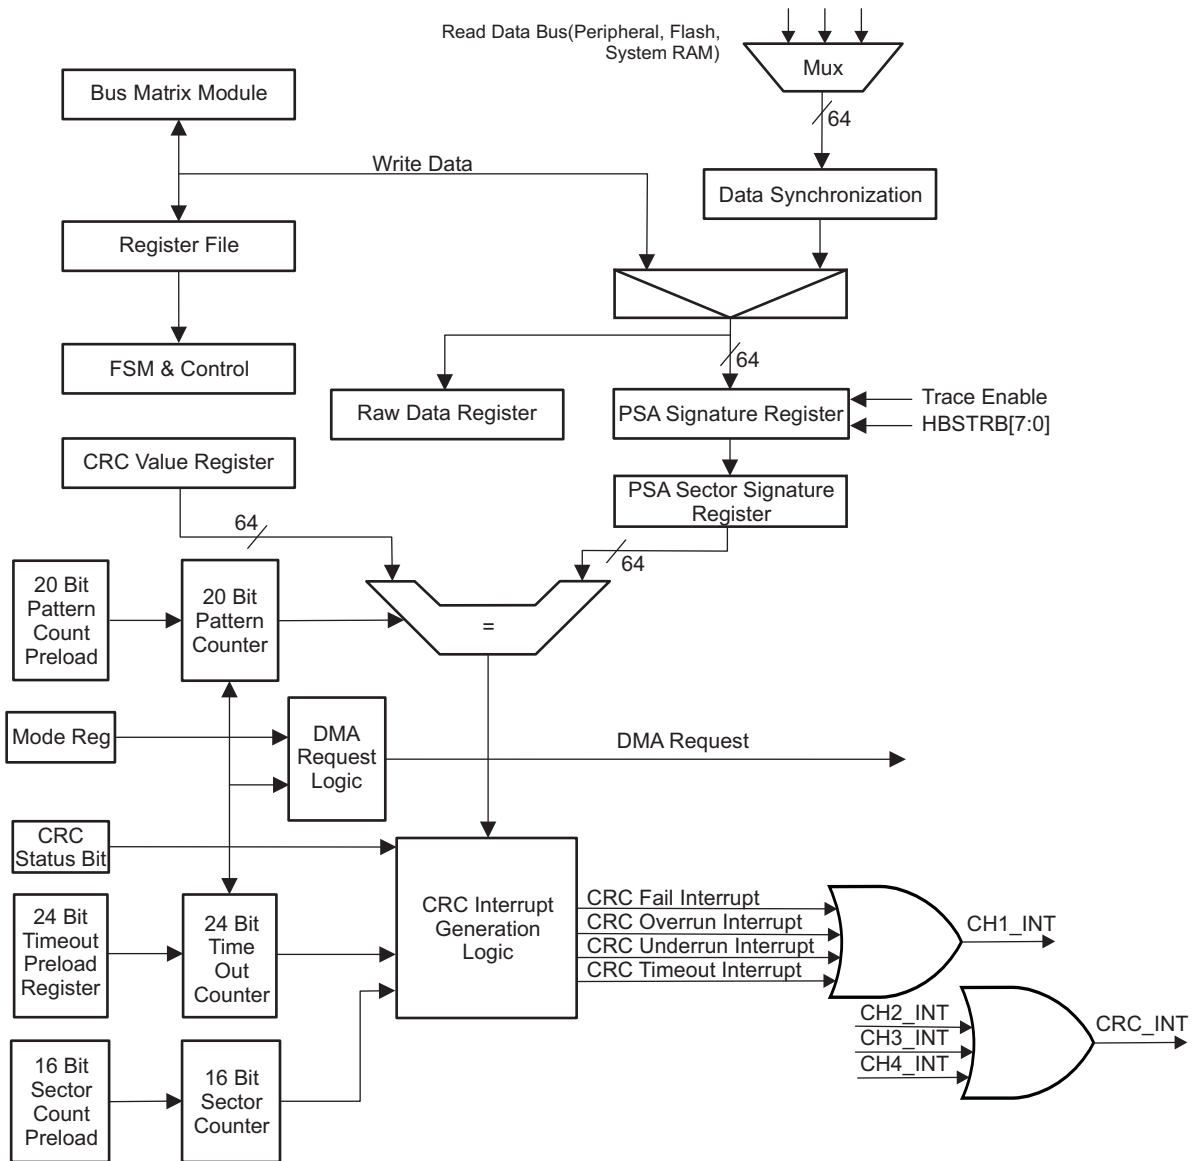 Read Data Bus(Peripheral, Flash,
System RAM)
Mux
64
Bus Matrix Module
Write Data
Data Synchronization
Register File
FSM & Control
64
Raw Data Register
PSA Signature Register
Trace Enable
HBSTRB[7:0]
CRC Value Register
PSA Sector Signature
Register
64
64
20 Bit
Pattern
Count
Preload
20 Bit
Pattern
Counter
=
Mode Reg
DMA
Request
Logic
DMA Request
CRC
Status Bit
24 Bit
Timeout
Preload
Register
24 Bit
Time
Out
Counter
CRC Interrupt
Generation
Logic
CRC Fail Interrupt
CRC Overrun Interrupt
CRC Underrun Interrupt
CRC Timeout Interrupt
CH1_INT
CH2_INT
CH3_INT
CH4_INT
CRC_INT
16 Bit
Sector
Count
Preload
16 Bit
Sector
Counter